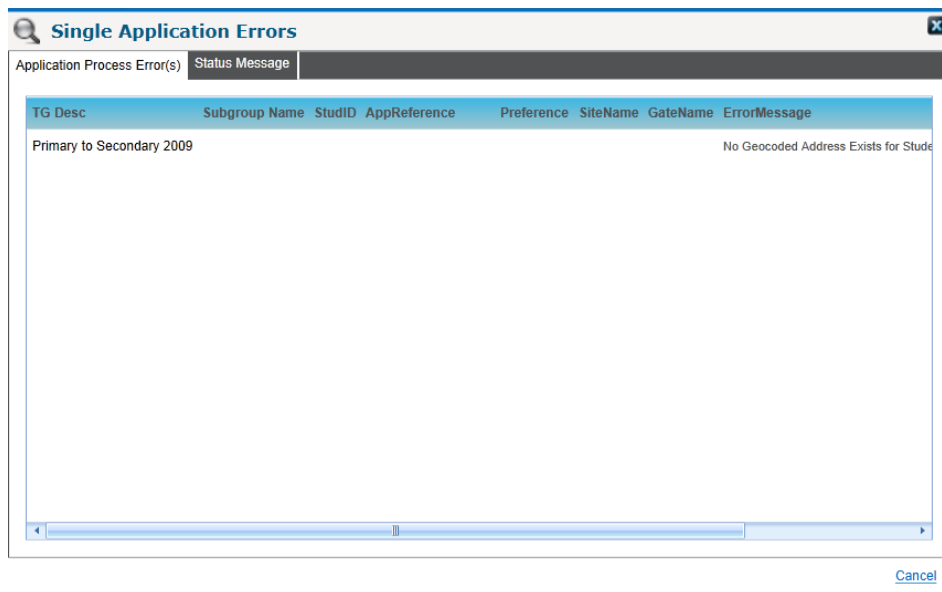 Single Application Errors
Application Process Error(s) Status Message
TG Desc Subgroup Name StudID AppReference Preference SiteName GateName ErrorMessage
Primary to Secondary 2009 No Geocoded Address Exists for Stude
Cancel